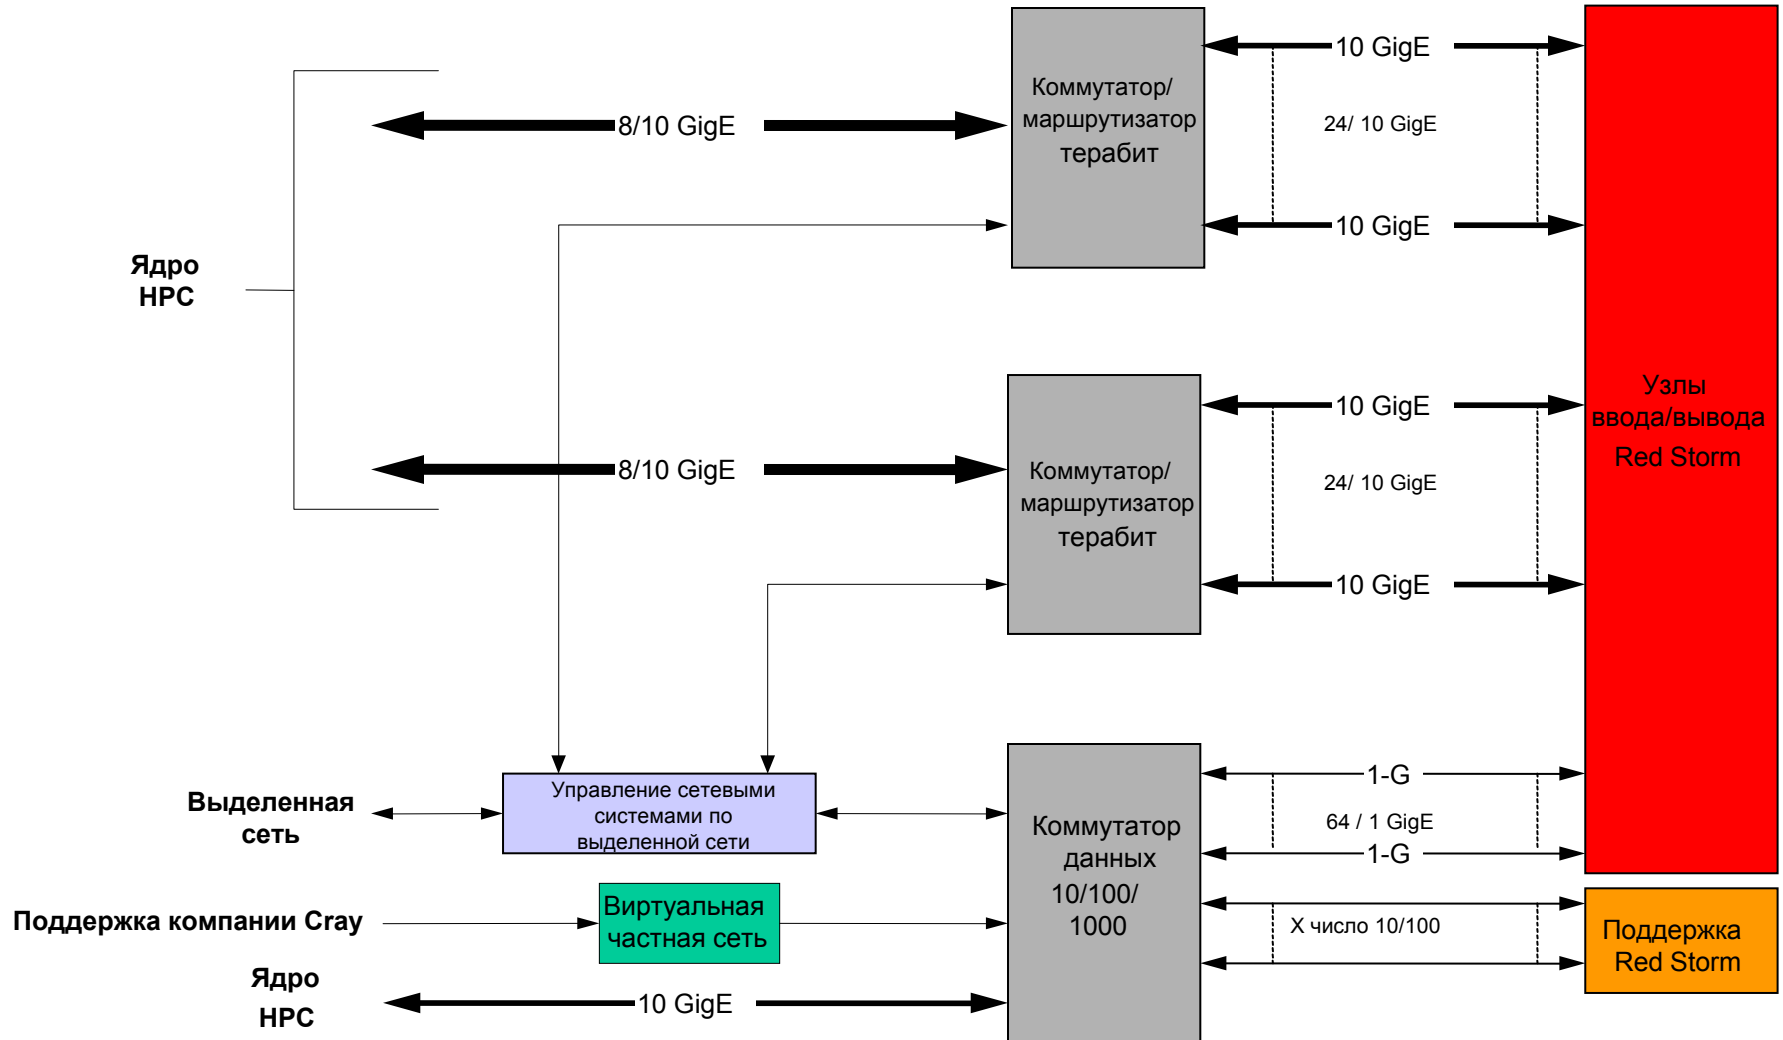 10 GigE
Коммутатор/
маршрутизатор
терабит
8/10 GigE
24/ 10 GigE
10 GigE
Ядро
HPC
10 GigE
Узлы
ввода/вывода
Red Storm
8/10 GigE
Коммутатор/
маршрутизатор
терабит
24/ 10 GigE
10 GigE
1-G
Управление сетевыми
системами по
выделенной сети
Выделенная
сеть
64 / 1 GigE
1-G
Коммутатор
данных
10/100/
1000
Поддержка компании Cray
Виртуальная
частная сеть
X число 10/100
Поддержка
Red Storm
Ядро
HPC
10 GigE